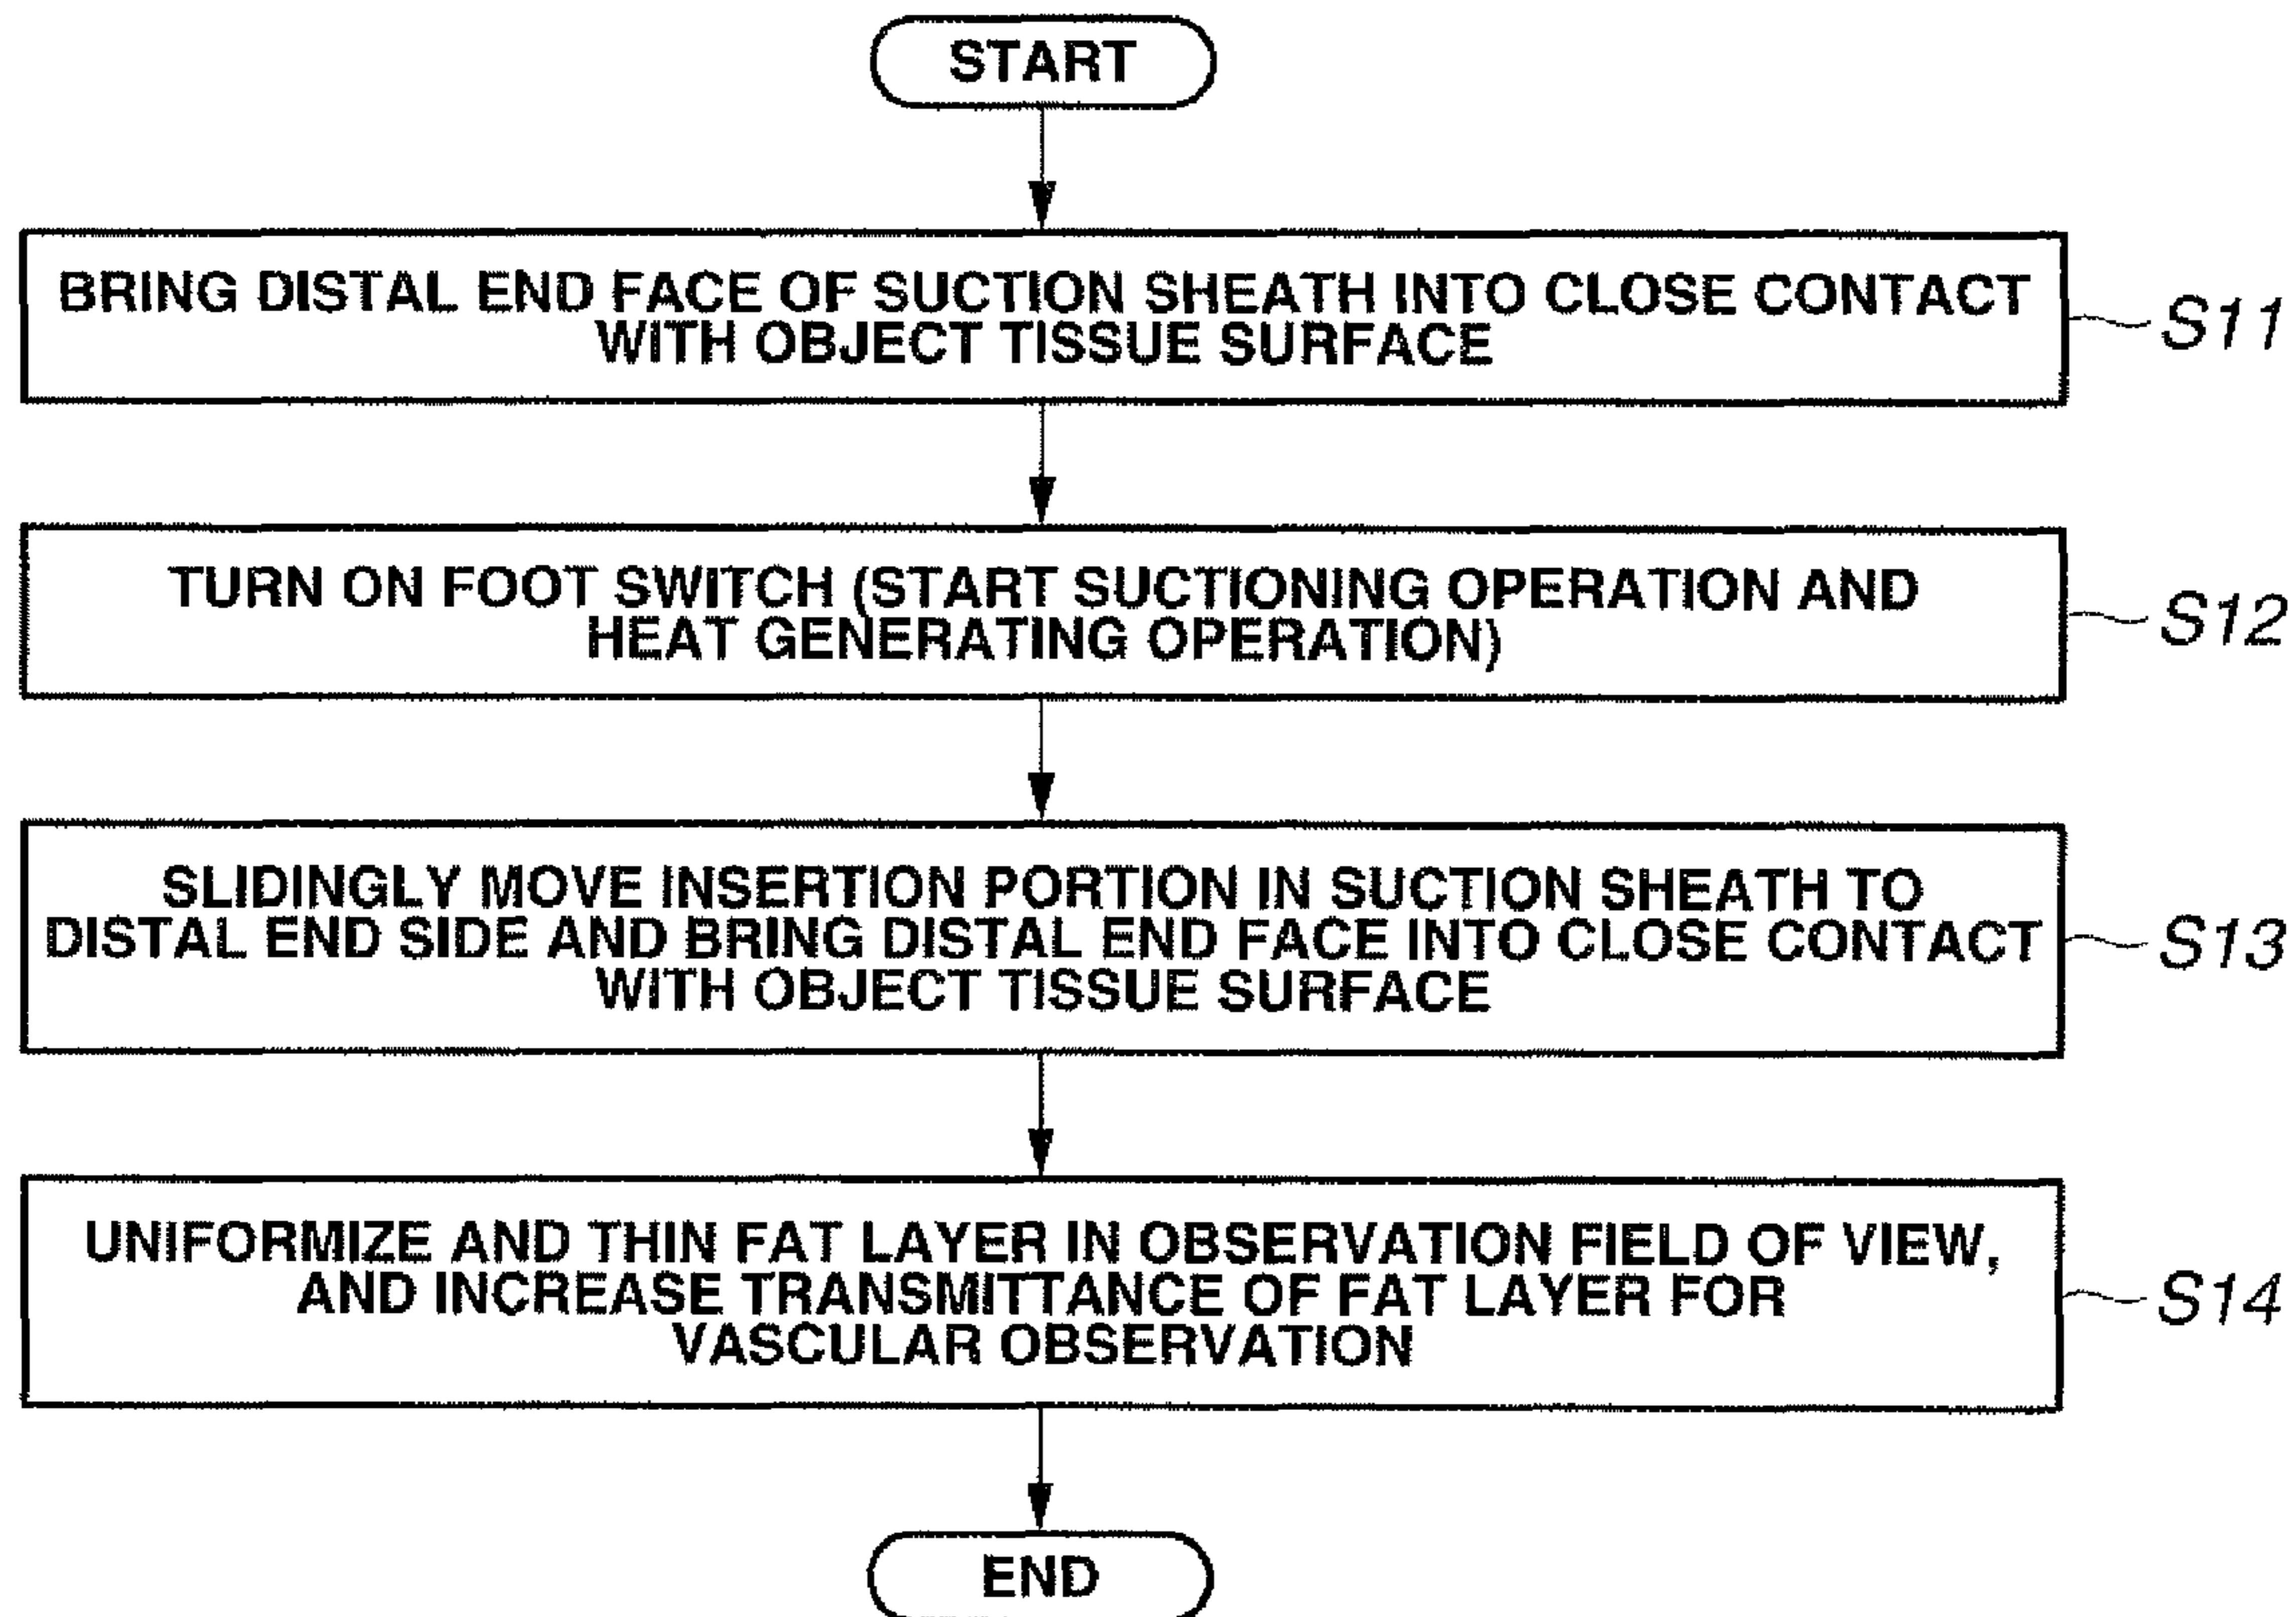 START
BRING DISTAL END FACE OF SUCTION SHEATH INTO CLOSE CONTACT
WITH OBJECT TISSUE SURFACE
S11
TURN ON FOOT SWITCH (START SUCTIONING OPERATION AND
HEAT GENERATING OPERATION)
S12
SLIDINGLY MOVE INSERTION PORTION IN SUCTION SHEATH TO
DISTAL END SIDE AND BRING DISTAL END FACE INTO CLOSE CONTACT
WITH OBJECT TISSUE SURFACE
S13
UNIFORMIZE AND THIN FAT LAYER IN OBSERVATION FIELD OF VIEW,
AND INCREASE TRANSMITTANCE OF FAT LAYER FOR
VASCULAR OBSERVATION
S14
END